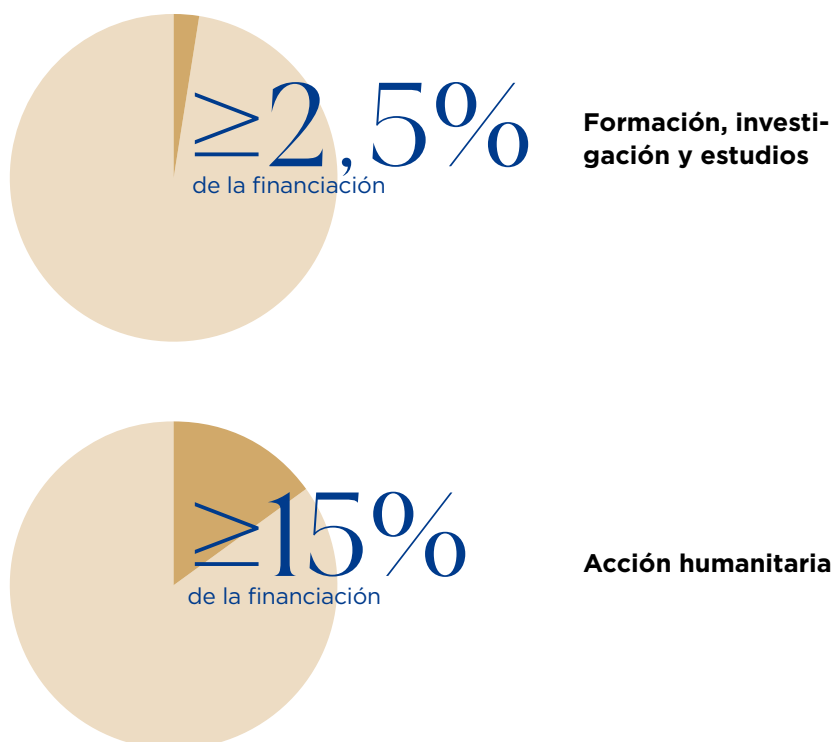 ≥2,5%
de la financiación
Formación, investi-
gación y estudios
≥15%
de la financiación
Acción humanitaria